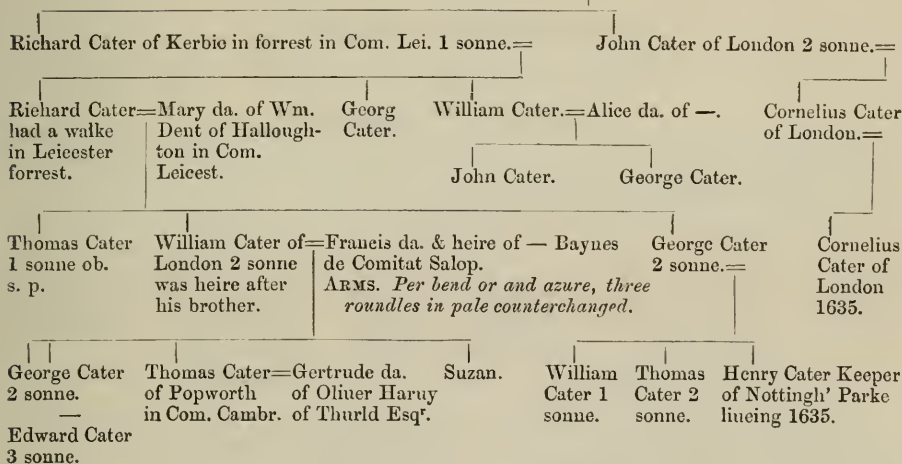 Richard Cater of Kerbie in forrest in Com. Lei. 1 sonne.=
John Cater of London 2 sonne.=
Richard Cater=Mary da. of Wm.
had a walke Dent of Hallough-
in Leicester ton in Com.
forrest. Leicest.
Georg
Cater.
William Cater.=Alice da. of —.
Cornelius Cater
of London.=
John Cater.
George Cater.
Thomas Cater
1 sonne ob.
s. p.
William Cater of=Francis da. & heire of — Baynes
London 2 sonne de Comitat Salop.
was heire after ARMS. Per bend or and azure, three
his brother. roundles in pale counterchanged.
George Cater
2 sonne.=
Cornelius
Cater of
London
1635.
George Cater
2 sonne.
—
Edward Cater
3 sonne.
Thomas Cater=Gertrude da.
of Popworth of Oliuer Haruy
in Com. Cambr. of Thurld Esqr.
Suzan.
William
Cater 1
sonne.
Thomas
Cater 2
sonne.
Henry Cater Keeper
of Nottingh' Parke
liueing 1635.